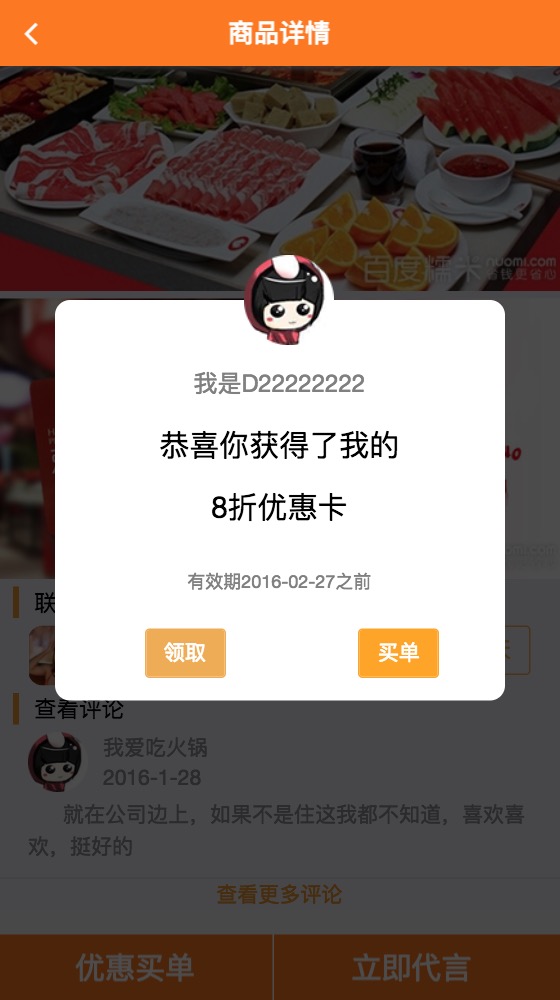 商品详情
百度糯米 nuomi.com
省钱更省心
我是D22222222
恭喜你获得了我的
8折优惠卡
有效期2016-02-27之前
联
领取
买单
查看评论
我爱吃火锅
2016-1-28
就在公司边上，如果不是住这我都不知道，喜欢喜
欢，挺好的
查看更多评论
优惠买单
立即代言